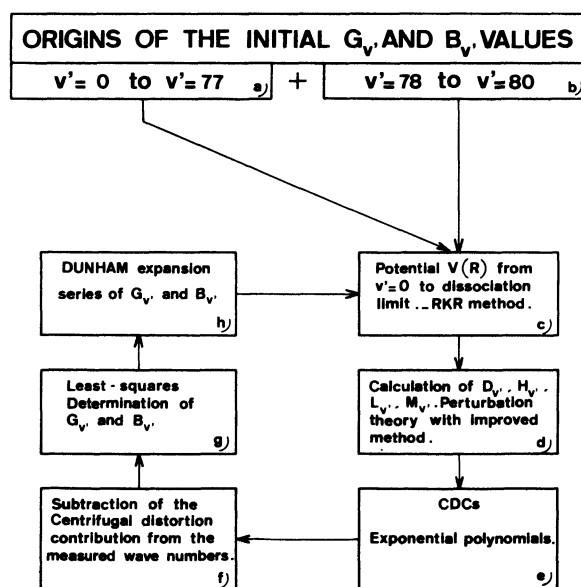 ORIGINS OF THE INITIAL Gv' AND Bv' VALUES
v'= 0 to v'= 77 a)
+
v'=78 to v'=80 b)
DUNHAM expansion
series of Gv' and Bv'.
h)
Potential V(R) from
v'=0 to dissociation
limit .. RKR method.
c)
Least-squares
Determination of
Gv' and Bv'.
g)
Calculation of Dv'. Hv'.
Lv'. Mv'..Perturbation
theory with improved
method.
d)
Subtraction of the
Centrifugal distortion
contribution from the
measured wave numbers.
f)
CDCs
Exponential polynomials.
e)